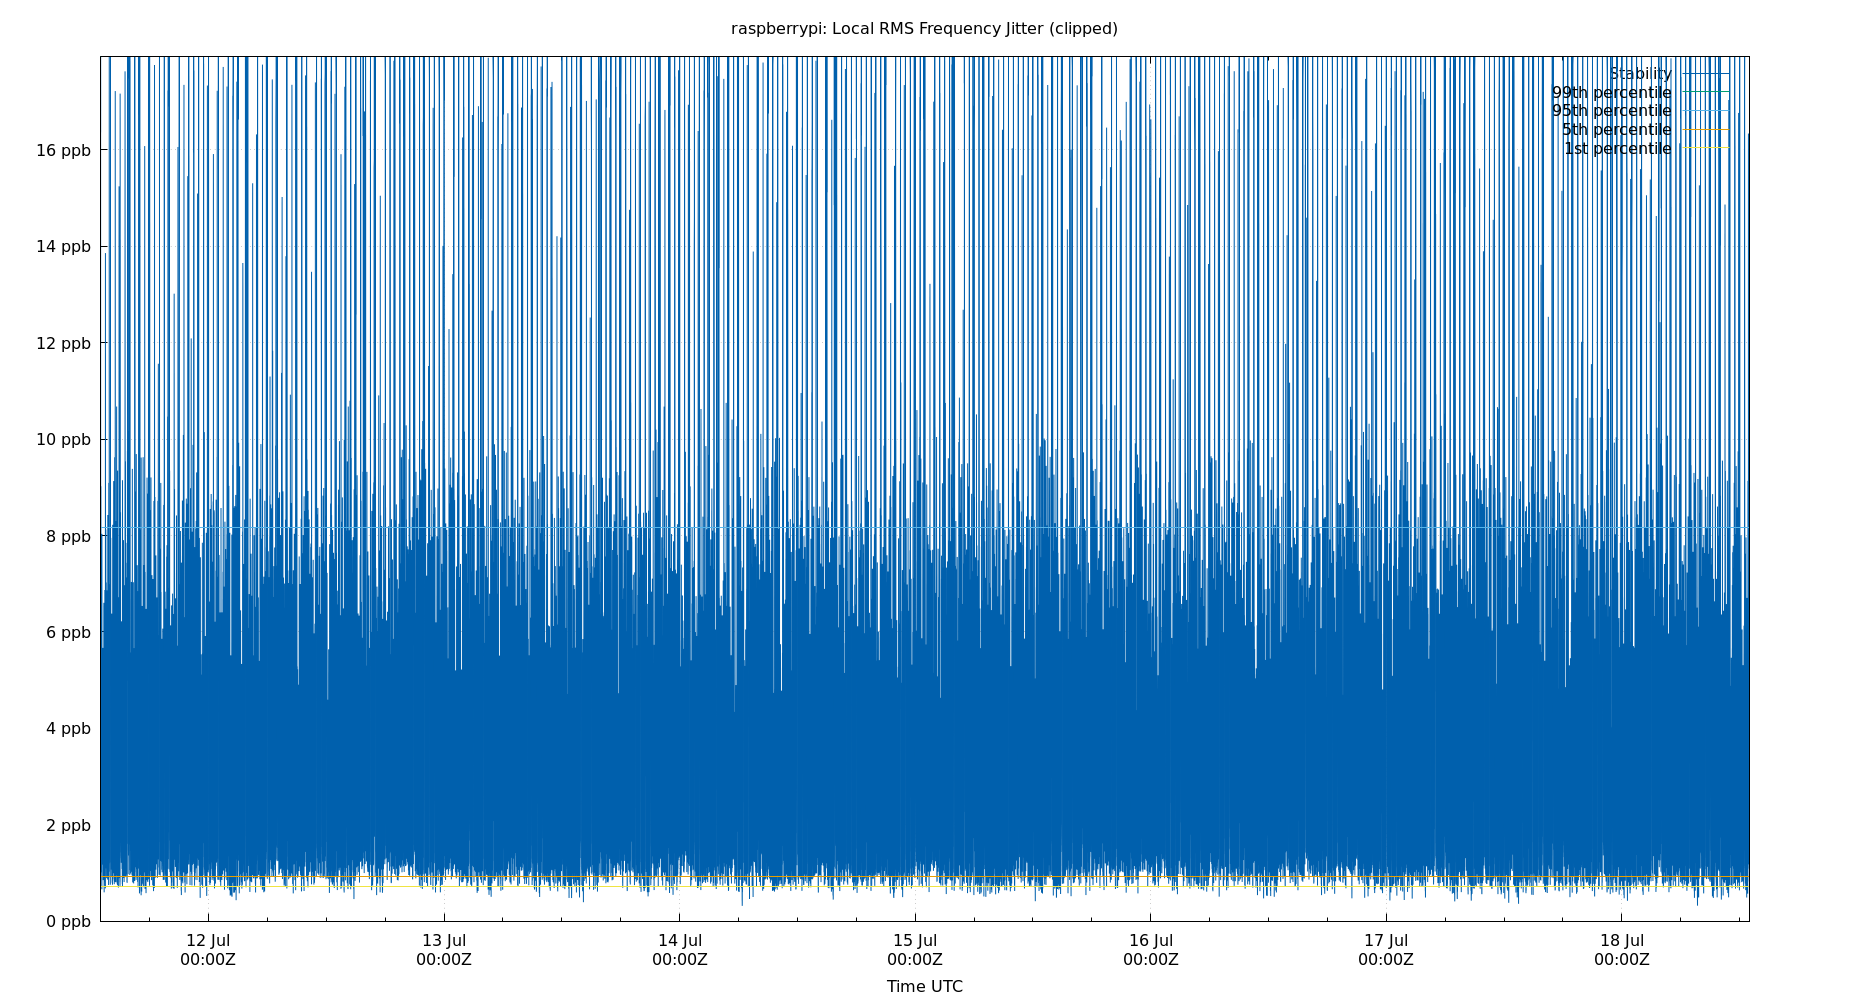 raspberrypi: Local RMS Frequency Jitter (clipped)
Stability
99th percentile
95th percentile
5th percentile
1st percentile
16 ppb
14 ppb
12 ppb
10 ppb
8 ppb
6 ppb
4 ppb
2 ppb
0 ppb
12 Jul 13 Jul 14 Jul 15 Jul 16 Jul 17 Jul 18 Jul
00:00Z 00:00Z 00:00Z 00:00Z 00:00Z 00:00Z 00:00Z
Time UTC